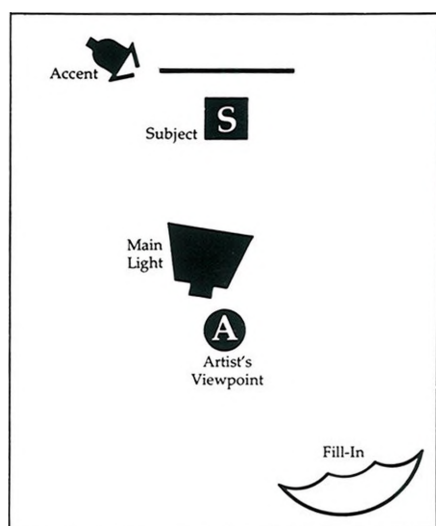 Accent
S
Subject
Main
Light
A
Artist's
Viewpoint
Fill-In